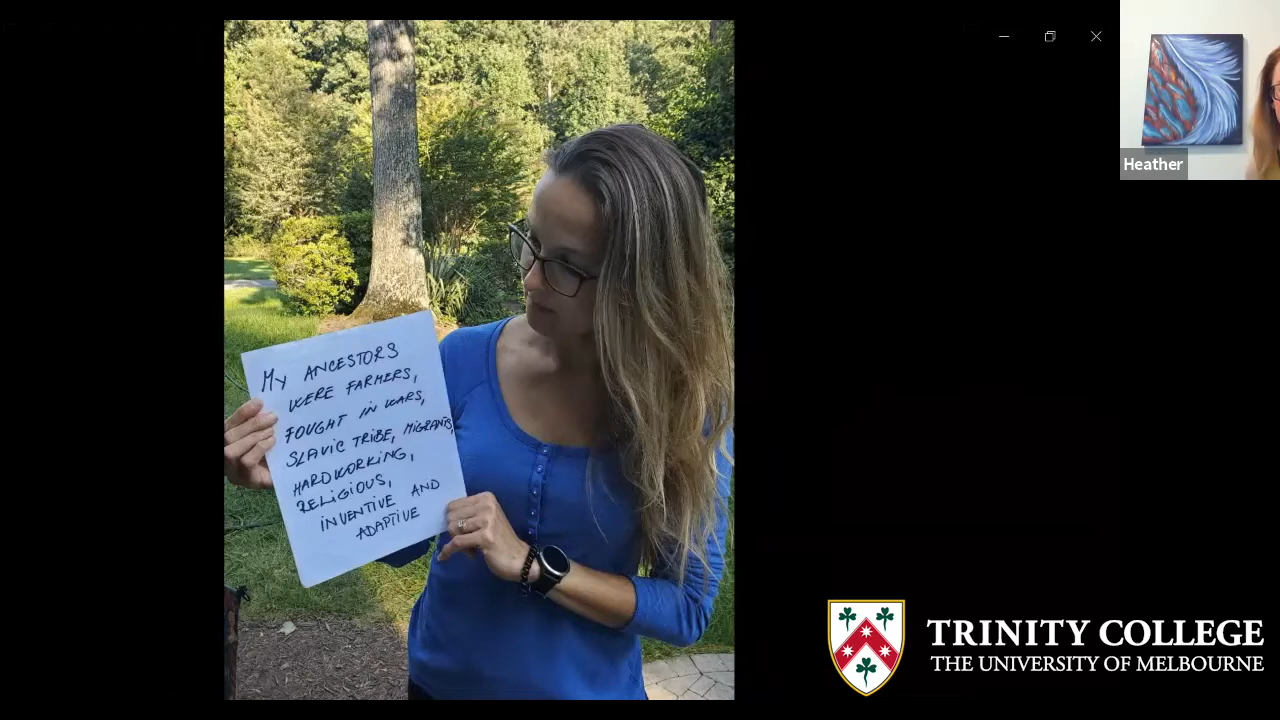 Heather
MY ANCESTORS
WERE FARMERS,
FOUGHT IN WARS,
SLAVIC TRIBE, MIGRANTS,
HARDWORKING,
RELIGIOUS,
INVENTIVE AND
ADAPTIVE
TRINITY COLLEGE
THE UNIVERSITY OF MELBOURNE